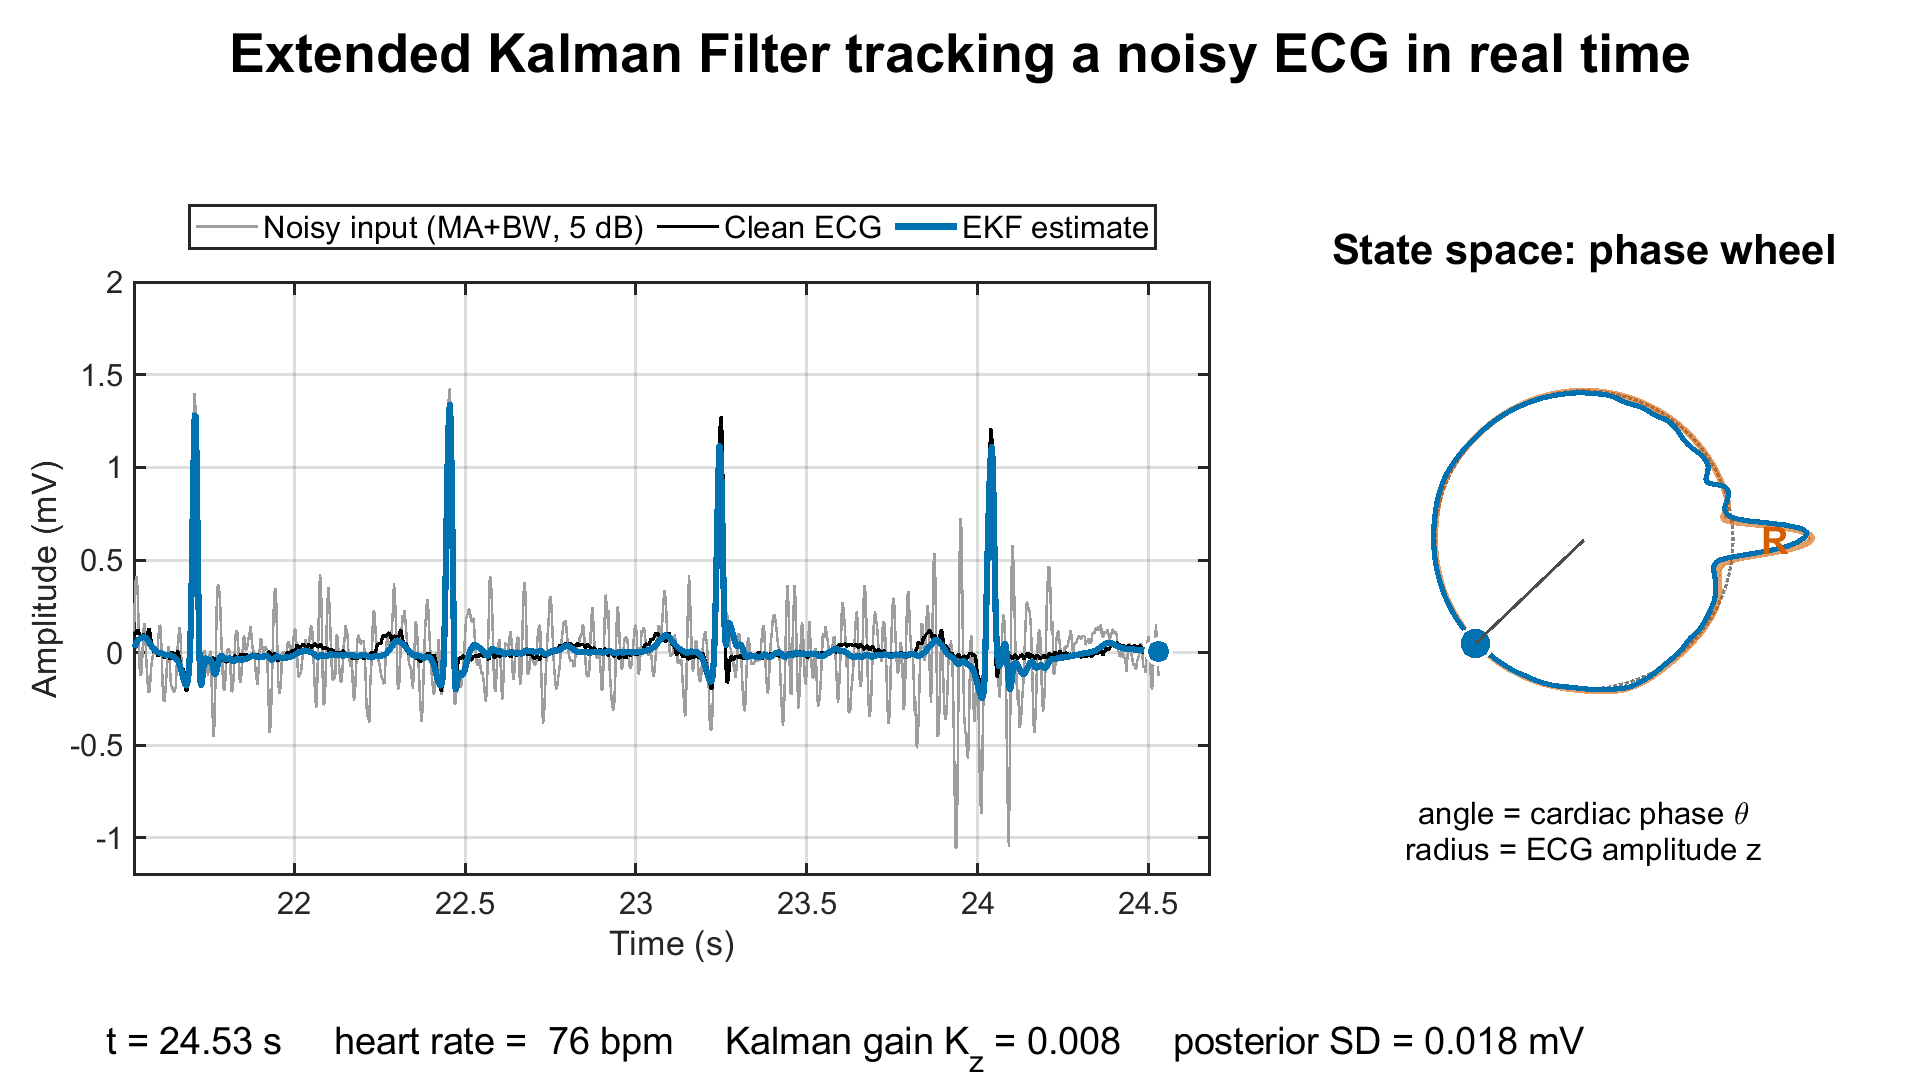 Extended Kalman Filter tracking a noisy ECG in real time
Noisy input (MA+BW, 5 dB) Clean ECG EKF estimate
State space: phase wheel
2
1.5
1
0.5
0
-0.5
-1
Amplitude (mV)
22 22.5 23 23.5 24 24.5
Time (s)
R
angle = cardiac phase θ
radius = ECG amplitude z
t = 24.53 s heart rate = 76 bpm Kalman gain K_z = 0.008 posterior SD = 0.018 mV